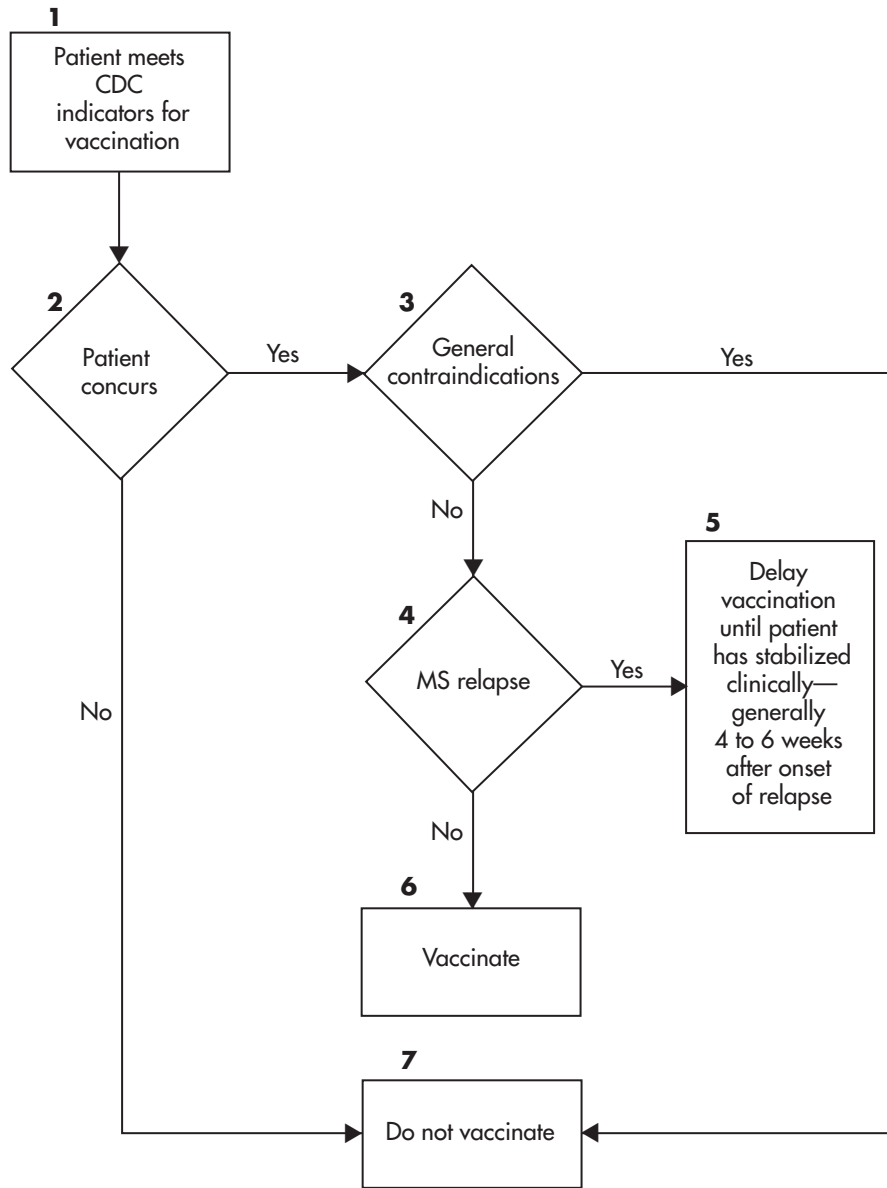 1
Patient meets
CDC
indicators for
vaccination
2
Patient
concurs
Yes
3
General
contraindications
Yes
No
4
MS relapse
Yes
5
Delay
vaccination
until patient
has stabilized
clinically—
generally
4 to 6 weeks
after onset
of relapse
No
No
6
Vaccinate
7
Do not vaccinate